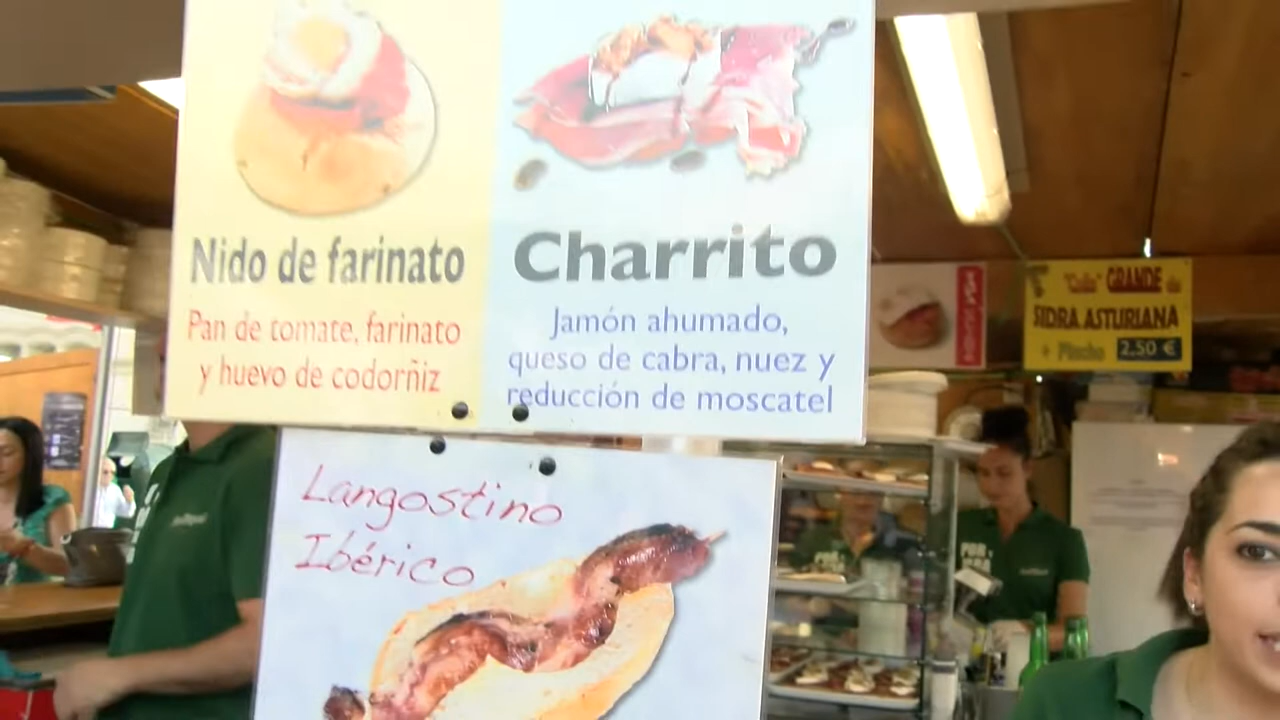 Nido de farinato
Pan de tomate, farinato
y huevo de codorñiz
Charrito
Jamón ahumado,
queso de cabra, nuez y
reducción de moscatel
Langostino
Ibérico
GRANDE de
SIDRA ASTURIANA
+ Pincho 2,50 €